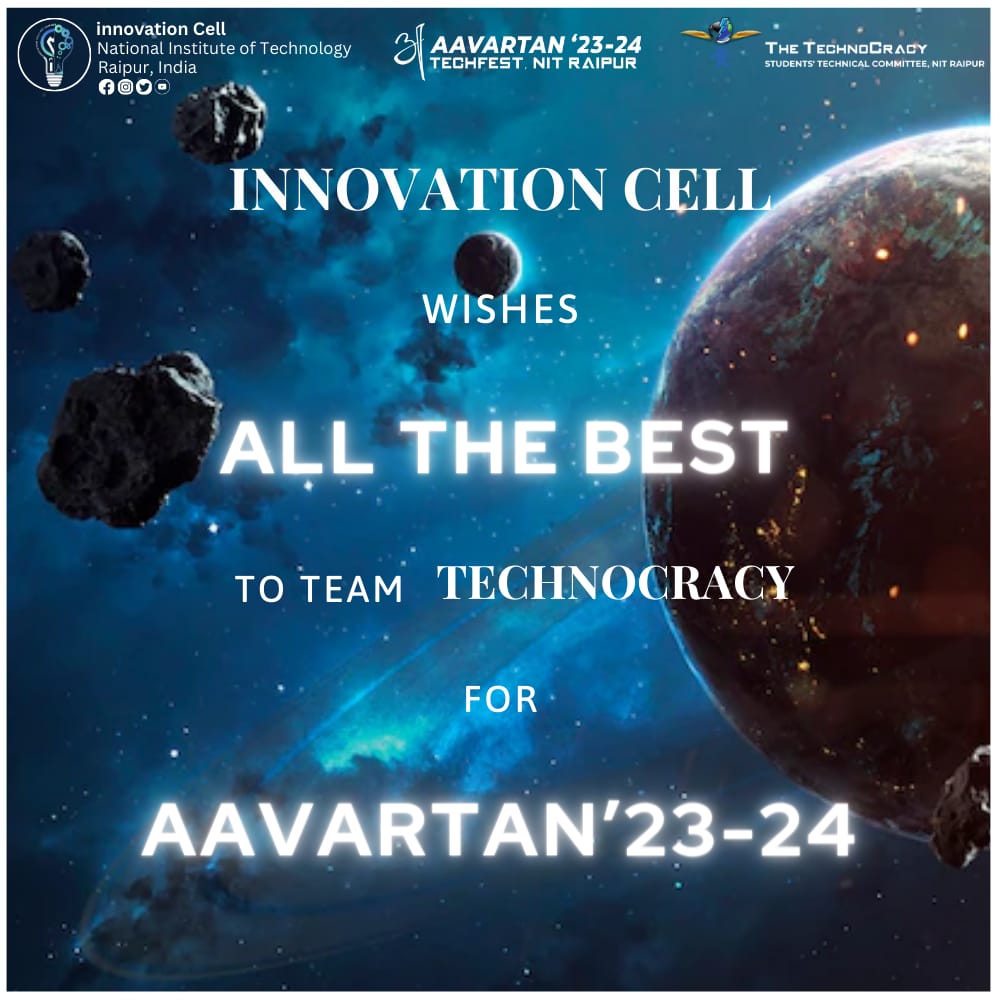 innovation Cell
National Institute of Technology
Raipur, India
आ AAVARTAN '23-24
TECHFEST, NIT RAIPUR
THE TECHNOCRACY
STUDENTS' TECHNICAL COMMITTEE, NIT RAIPUR
INNOVATION CELL
WISHES
ALL THE BEST
TO TEAM TECHNOCRACY
FOR
AAVARTAN'23-24